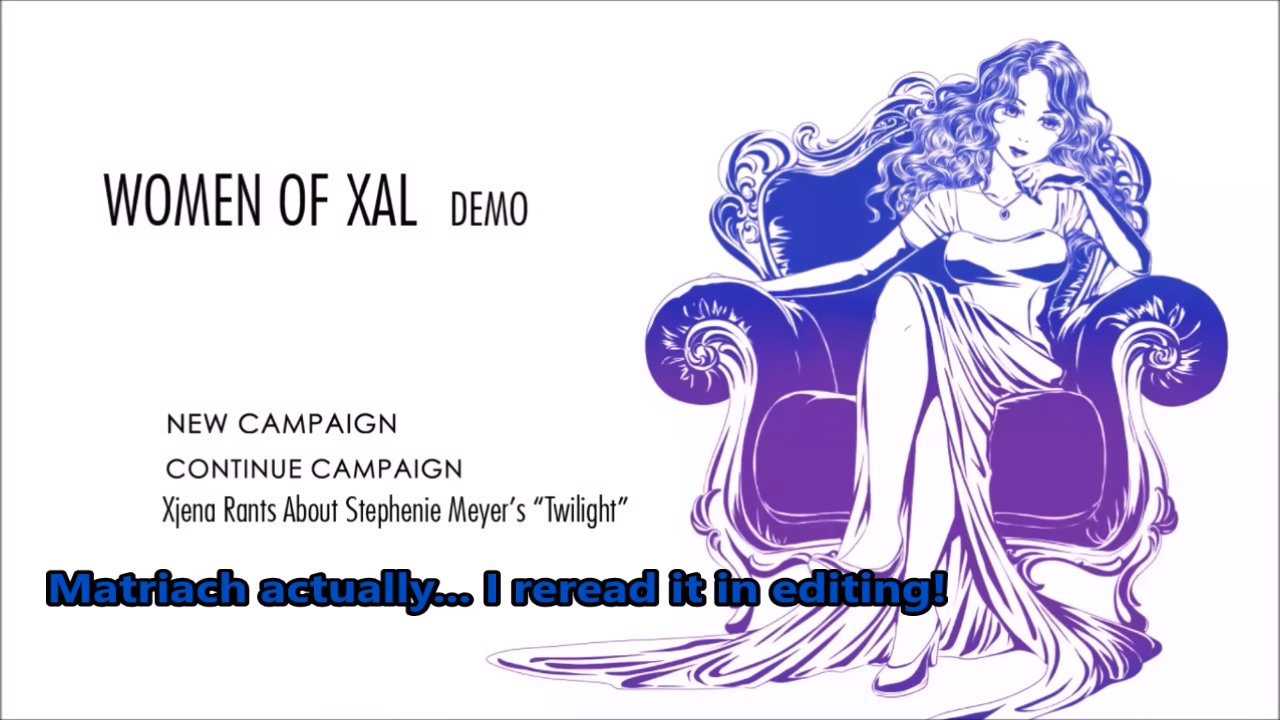 WOMEN OF XAL DEMO
NEW CAMPAIGN
CONTINUE CAMPAIGN
Xjena Rants About Stephenie Meyer's “Twilight”
Matriach actually... I reread it in editing!